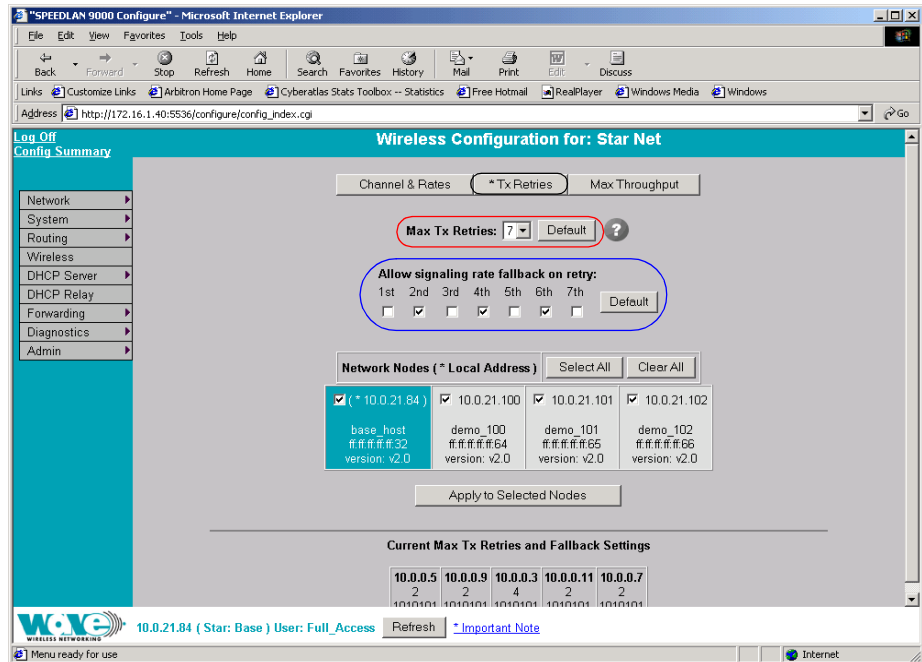 "SPEEDLAN 9000 Configure" - Microsoft Internet Explorer
File Edit View Favorites Tools Help
Back Forward Stop Refresh Home Search Favorites History Mail Print Edit Discuss
Links Customize Links Arbitron Home Page Cyberatlas Stats Toolbox -- Statistics Free Hotmail RealPlayer Windows Media Windows
Address http://172.16.1.40:5536/configure/config_index.cgi Go
Log Off
Config Summary
Wireless Configuration for: Star Net
Channel & Rates * Tx Retries Max Throughput
Network
System
Routing
Wireless
DHCP Server
DHCP Relay
Forwarding
Diagnostics
Admin
Max Tx Retries: 7 Default ?
Allow signaling rate fallback on retry:
1st 2nd 3rd 4th 5th 6th 7th Default
Network Nodes ( * Local Address ) Select All Clear All
( * 10.0.21.84 ) 10.0.21.100 10.0.21.101 10.0.21.102
base_host demo_100 demo_101 demo_102
ff.ff.ff.ff.ff:32 ff.ff.ff.ff.ff:64 ff.ff.ff.ff.ff:65 ff.ff.ff.ff.ff:66
version: v2.0 version: v2.0 version: v2.0 version: v2.0
Apply to Selected Nodes
Current Max Tx Retries and Fallback Settings
10.0.0.5 10.0.0.9 10.0.0.3 10.0.0.11 10.0.0.7
2 2 4 2 2
1010101 1010101 1010101 1010101 1010101
WAVE
WIRELESS NETWORKING
10.0.21.84 ( Star: Base ) User: Full_Access Refresh * Important Note
Menu ready for use Internet